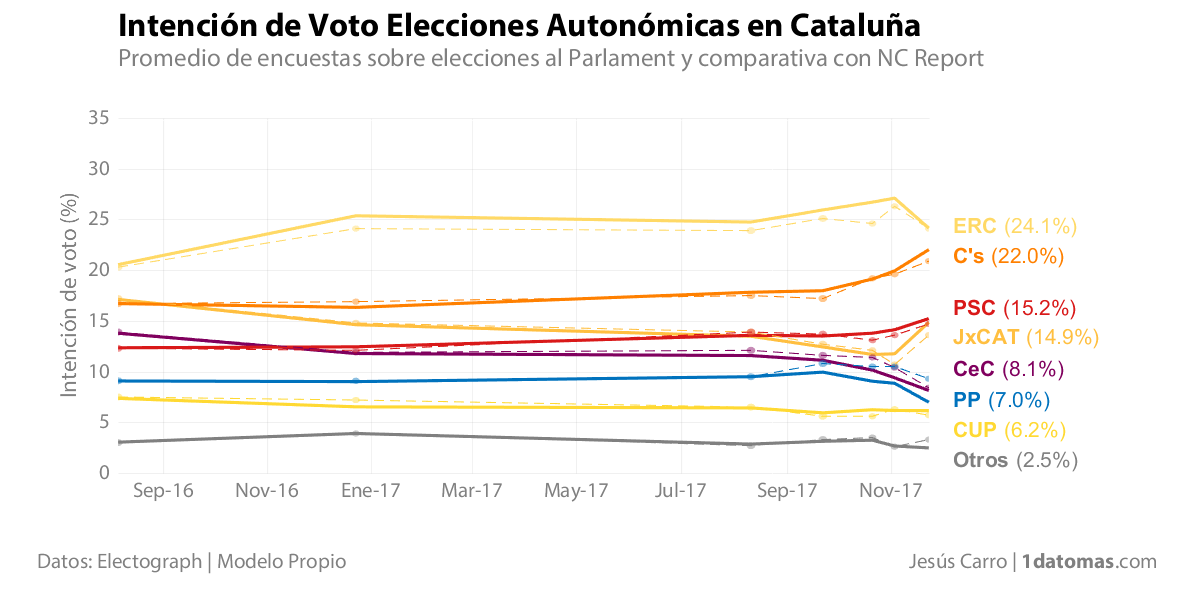 Intención de Voto Elecciones Autonómicas en Cataluña
Promedio de encuestas sobre elecciones al Parlament y comparativa con NC Report
Intención de voto (%)
35
30
25
20
15
10
5
0
Sep-16 Nov-16 Ene-17 Mar-17 May-17 Jul-17 Sep-17 Nov-17
ERC (24.1%)
C's (22.0%)
PSC (15.2%)
JxCAT (14.9%)
CeC (8.1%)
PP (7.0%)
CUP (6.2%)
Otros (2.5%)
Datos: Electograph | Modelo Propio
Jesús Carro | 1datomas.com